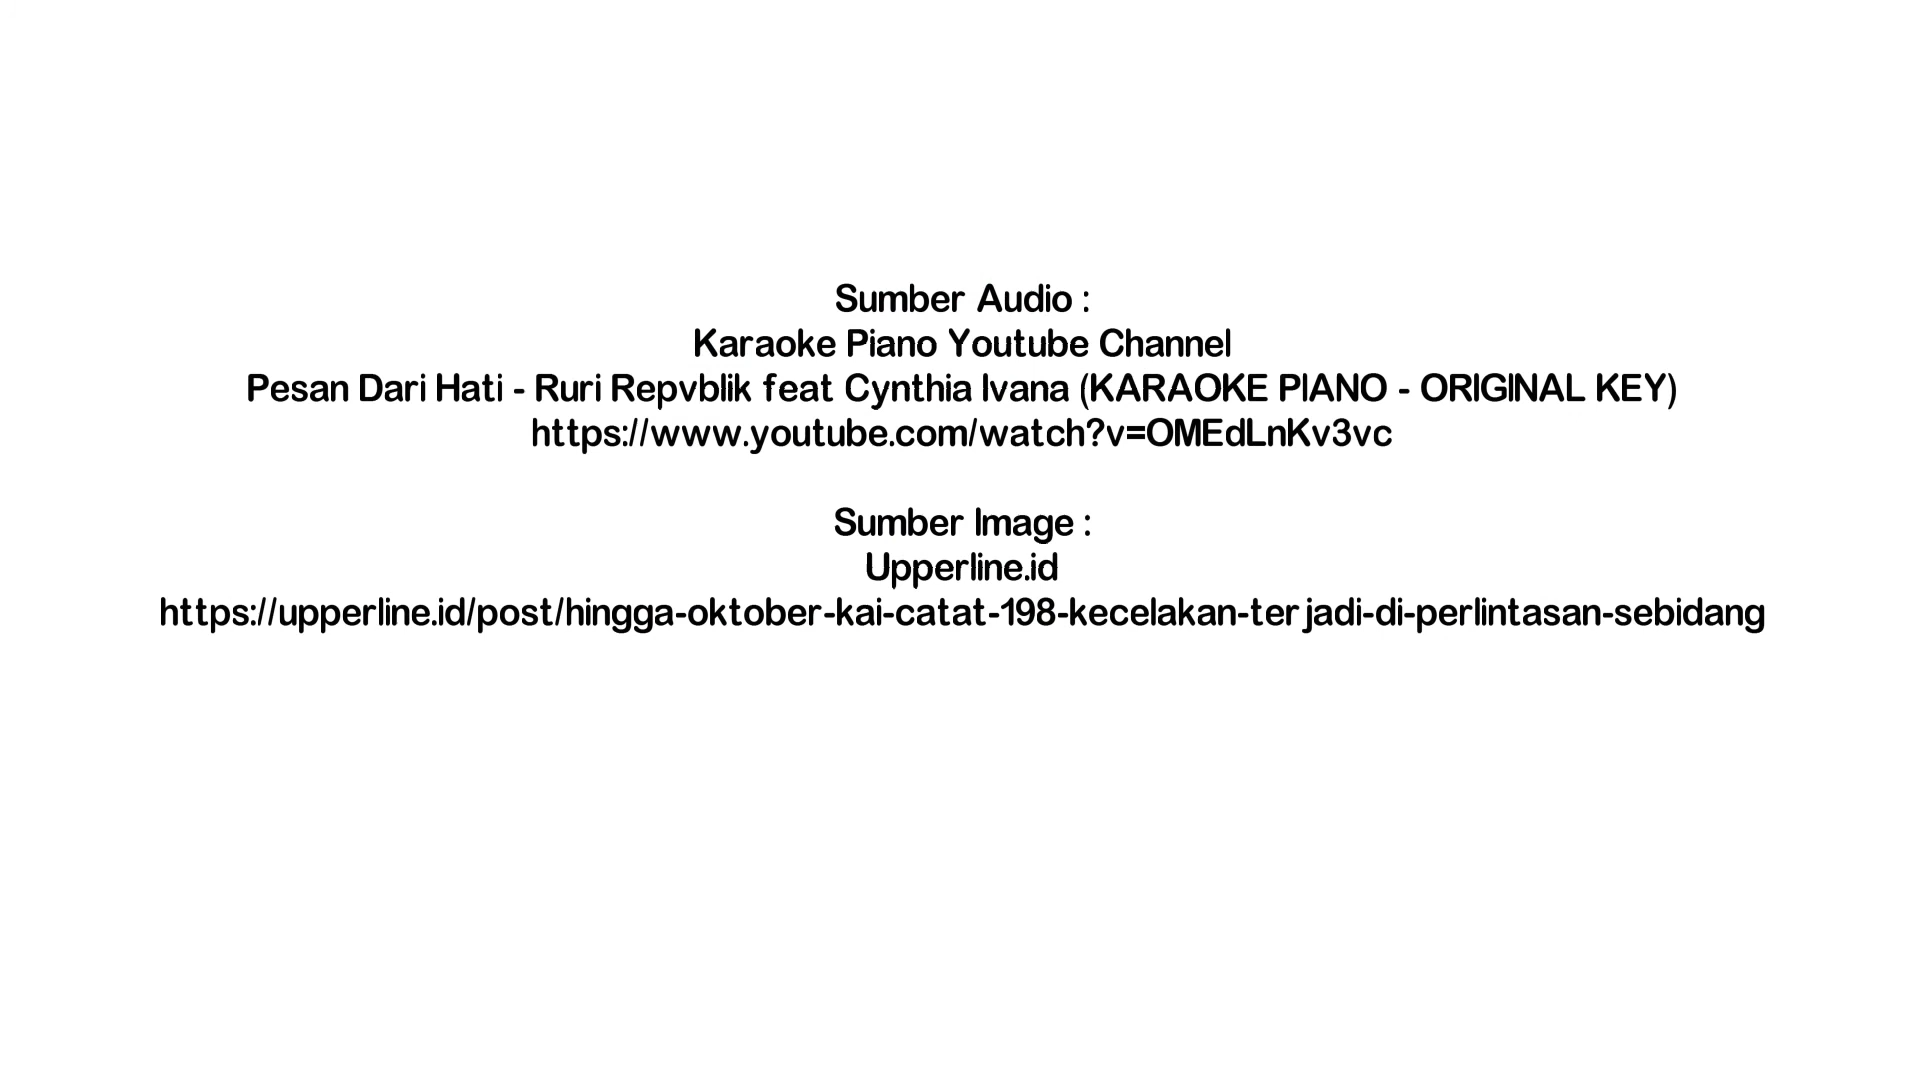 Sumber Audio :
Karaoke Piano Youtube Channel
Pesan Dari Hati - Ruri Repvblik feat Cynthia Ivana (KARAOKE PIANO - ORIGINAL KEY)
https://www.youtube.com/watch?v=OMEdLnKv3vc
Sumber Image :
Upperline.id
https://upperline.id/post/hingga-oktober-kai-catat-198-kecelakan-terjadi-di-perlintasan-sebidang